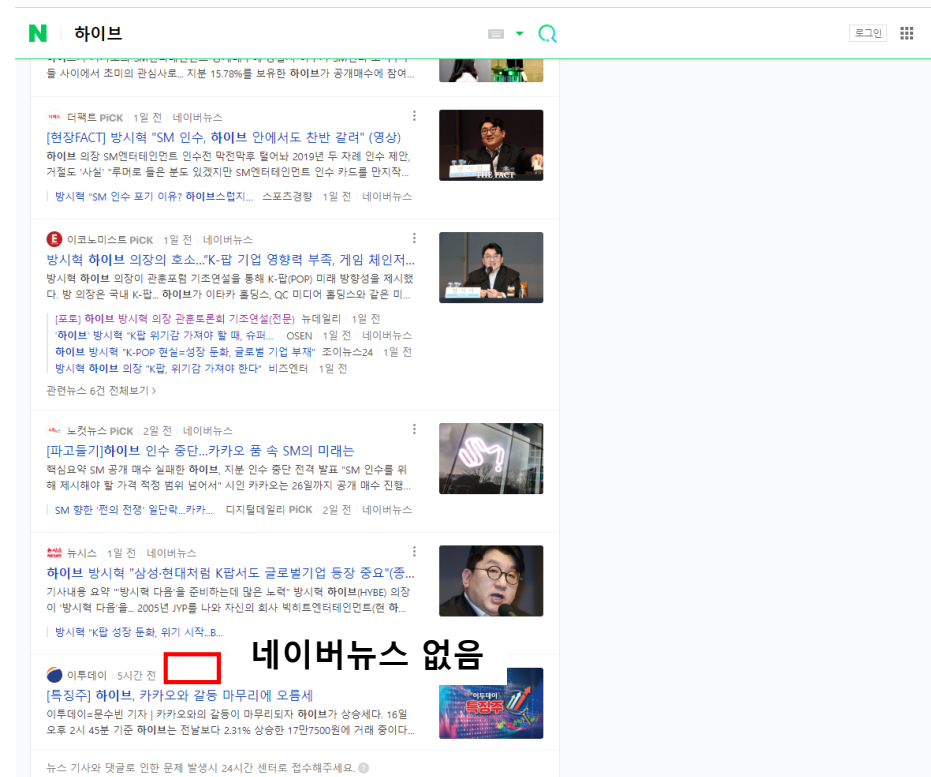 N 하이브 로그인
들 사이에서 초미의 관심사로... 지분 15.78%를 보유한 하이브가 공개매수에 참여...
더팩트 PiCK 1일 전 네이버뉴스
[현장FACT] 방시혁 "SM 인수, 하이브 안에서도 찬반 갈려" (영상)
하이브 의장 SM엔터테인먼트 인수전 막전막후 털어놔 2019년 두 차례 인수 제안,
거절도 '사실' "루머로 들은 분도 있겠지만 SM엔터테인먼트 인수 카드를 만지작...
THE FACT
방시혁 "SM 인수 포기 이유? 하이브스럽지... 스포츠경향 1일 전 네이버뉴스
E 이코노미스트 PiCK 1일 전 네이버뉴스
방시혁 하이브 의장의 호소..."K-팝 기업 영향력 부족, 게임 체인저...
방시혁 하이브 의장이 관훈포럼 기조연설을 통해 K-팝(POP) 미래 방향성을 제시했
다. 방 의장은 국내 K-팝... 하이브가 이타카 홀딩스, QC 미디어 홀딩스와 같은 미...
[포토] 하이브 방시혁 의장 관훈토론회 기조연설(전문) 뉴데일리 1일 전
'하이브' 방시혁 "K팝 위기감 가져야 할 때, 슈퍼... OSEN 1일 전 네이버뉴스
하이브 방시혁 "K-POP 현실=성장 둔화, 글로벌 기업 부재" 조이뉴스24 1일 전
방시혁 하이브 의장 "K팝, 위기감 가져야 한다" 비즈엔터 1일 전
관련뉴스 6건 전체보기 >
노컷뉴스 PiCK 2일 전 네이버뉴스
[파고들기]하이브 인수 중단...카카오 품 속 SM의 미래는
핵심요약 SM 공개 매수 실패한 하이브, 지분 인수 중단 전격 발표 "SM 인수를 위
해 제시해야 할 가격 적정 범위 넘어서" 시인 카카오는 26일까지 공개 매수 진행...
SM 향한 '쩐의 전쟁' 일단락...카카... 디지털데일리 PiCK 2일 전 네이버뉴스
뉴시스 1일 전 네이버뉴스
하이브 방시혁 "삼성·현대처럼 K팝서도 글로벌기업 등장 중요"(종...
기사내용 요약 "'방시혁 다음'을 준비하는데 많은 노력" 방시혁 하이브(HYBE) 의장
이 '방시혁 다음'을... 2005년 JYP를 나와 자신의 회사 빅히트엔터테인먼트(현 하...
방시혁 "K팝 성장 둔화, 위기 시작...B...
네이버뉴스 없음
이투데이 5시간 전
[특징주] 하이브, 카카오와 갈등 마무리에 오름세
이투데이=문수빈 기자 | 카카오와의 갈등이 마무리되자 하이브가 상승세다. 16일
오후 2시 45분 기준 하이브는 전날보다 2.31% 상승한 17만7500원에 거래 중이다...
이투데이
특징주
뉴스 기사와 댓글로 인한 문제 발생시 24시간 센터로 접수해주세요. ?